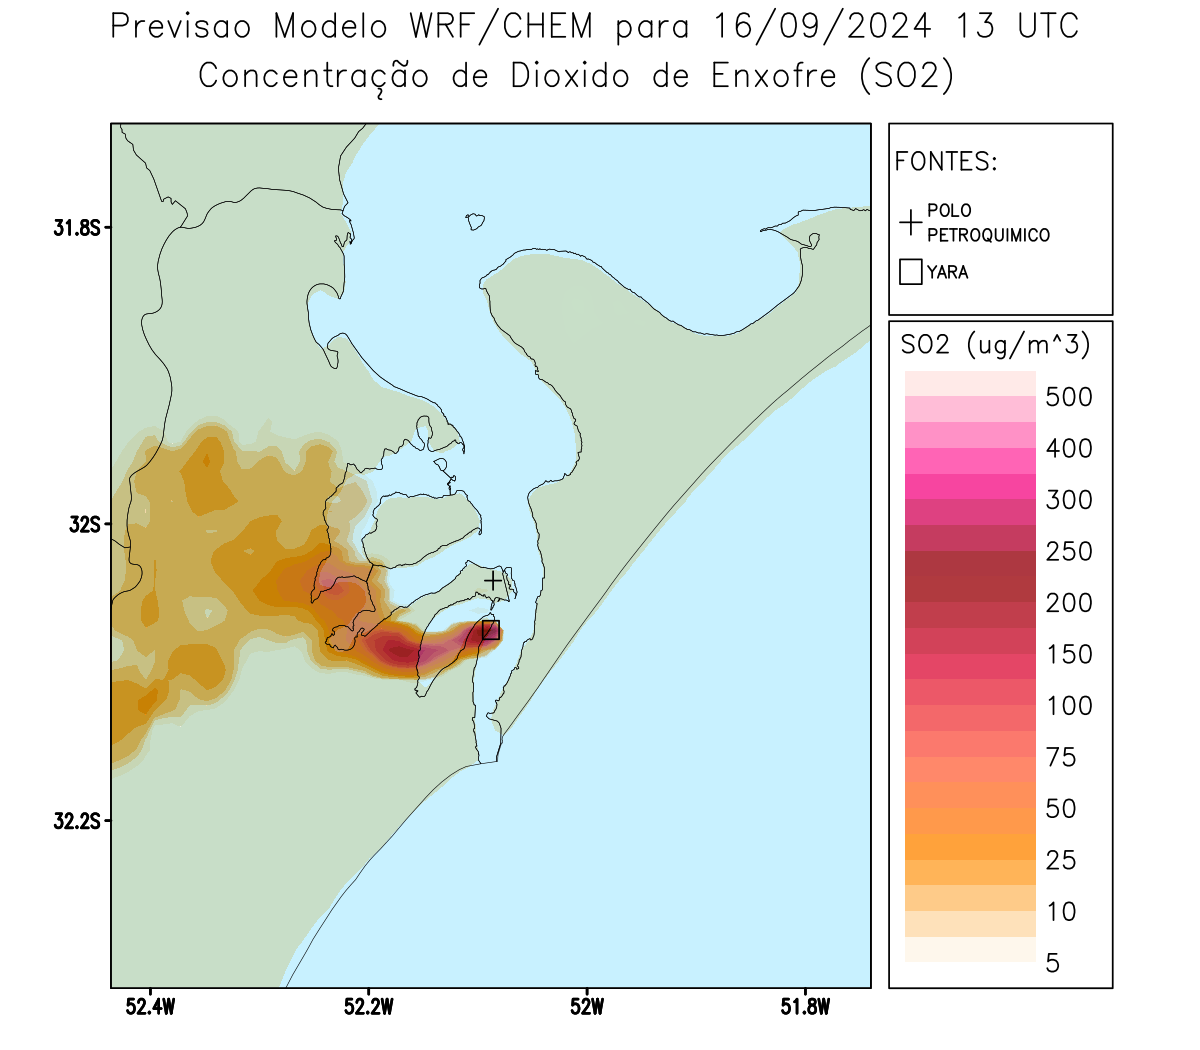 Previsao Modelo WRF/CHEM para 16/09/2024 13 UTC
Concentração de Dioxido de Enxofre (SO2)
FONTES:
POLO
PETROQUIMICO
YARA
31.8S
32S
32.2S
52.4W
52.2W
52W
51.8W
SO2 (ug/m^3)
500
400
300
250
200
150
100
75
50
25
10
5